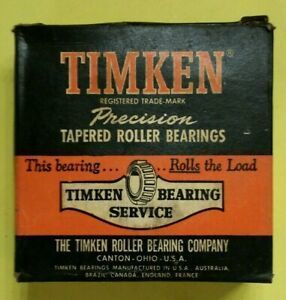 TIMKEN®
REGISTERED TRADE-MARK
Precision
TAPERED ROLLER BEARINGS
This bearing... Rolls the Load
TIMKEN BEARING
SERVICE
THE TIMKEN ROLLER BEARING COMPANY
CANTON - OHIO - U.S.A.
TIMKEN BEARINGS MANUFACTURED IN U.S.A. AUSTRALIA,
BRAZIL, CANADA, ENGLAND, FRANCE